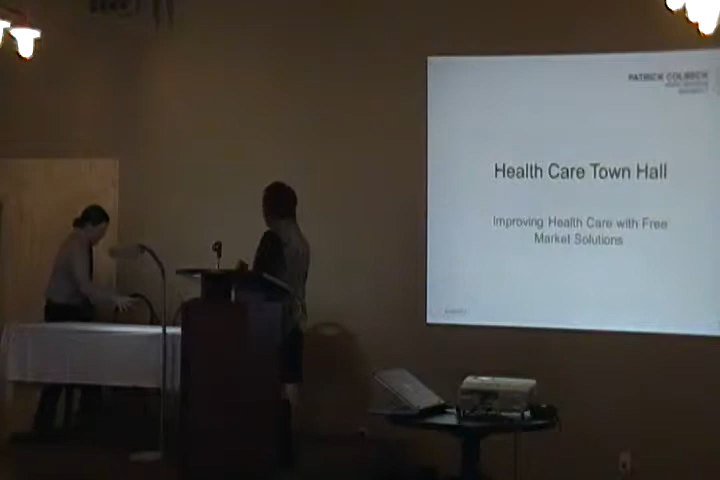 PATRICK COLBECK
Health Care Town Hall
Improving Health Care with Free
Market Solutions